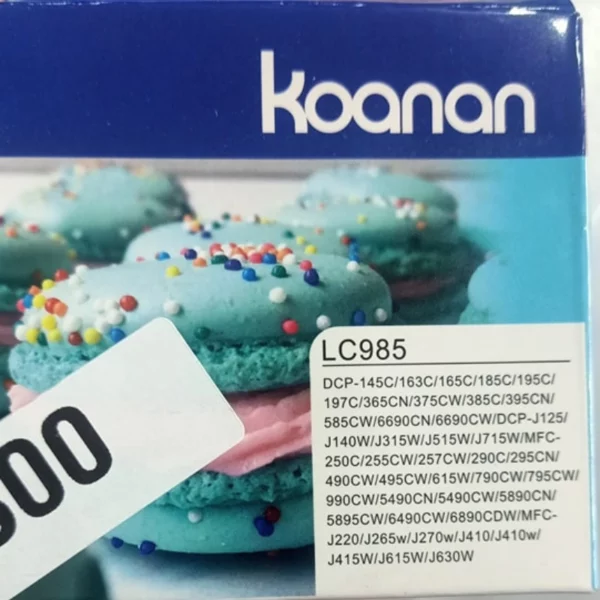 koanan
LC985
DCP-145C/163C/165C/185C/195C/
197C/365CN/375CW/385C/395CN/
585CW/6690CN/6690CW/DCP-J125/
J140W/J315W/J515W/J715W/MFC-
250C/255CW/257CW/290C/295CN/
490CW/495CW/615W/790CW/795CW/
990CW/5490CN/5490CW/5890CN/
5895CW/6490CW/6890CDW/MFC-
J220/J265w/J270w/J410/J410w/
J415W/J615W/J630W